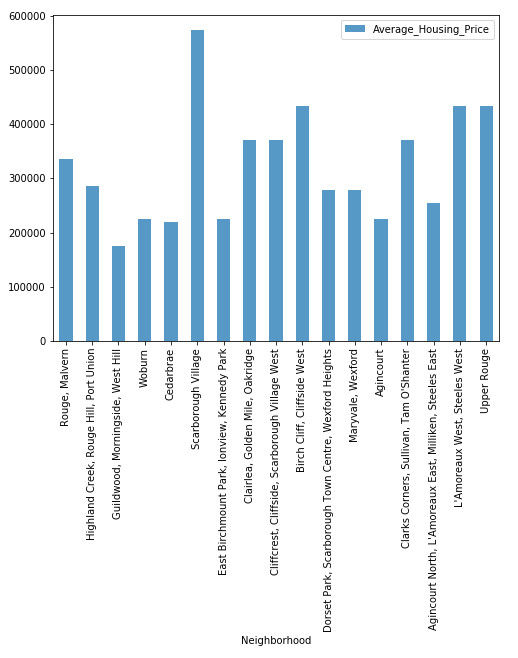 Average_Housing_Price
600000
500000
400000
300000
200000
100000
0
Rouge, Malvern
Highland Creek, Rouge Hill, Port Union
Guildwood, Morningside, West Hill
Woburn
Cedarbrae
Scarborough Village
East Birchmount Park, Ionview, Kennedy Park
Clairlea, Golden Mile, Oakridge
Cliffcrest, Cliffside, Scarborough Village West
Birch Cliff, Cliffside West
Dorset Park, Scarborough Town Centre, Wexford Heights
Maryvale, Wexford
Agincourt
Clarks Corners, Sullivan, Tam O'Shanter
Agincourt North, L'Amoreaux East, Milliken, Steeles East
L'Amoreaux West, Steeles West
Upper Rouge
Neighborhood